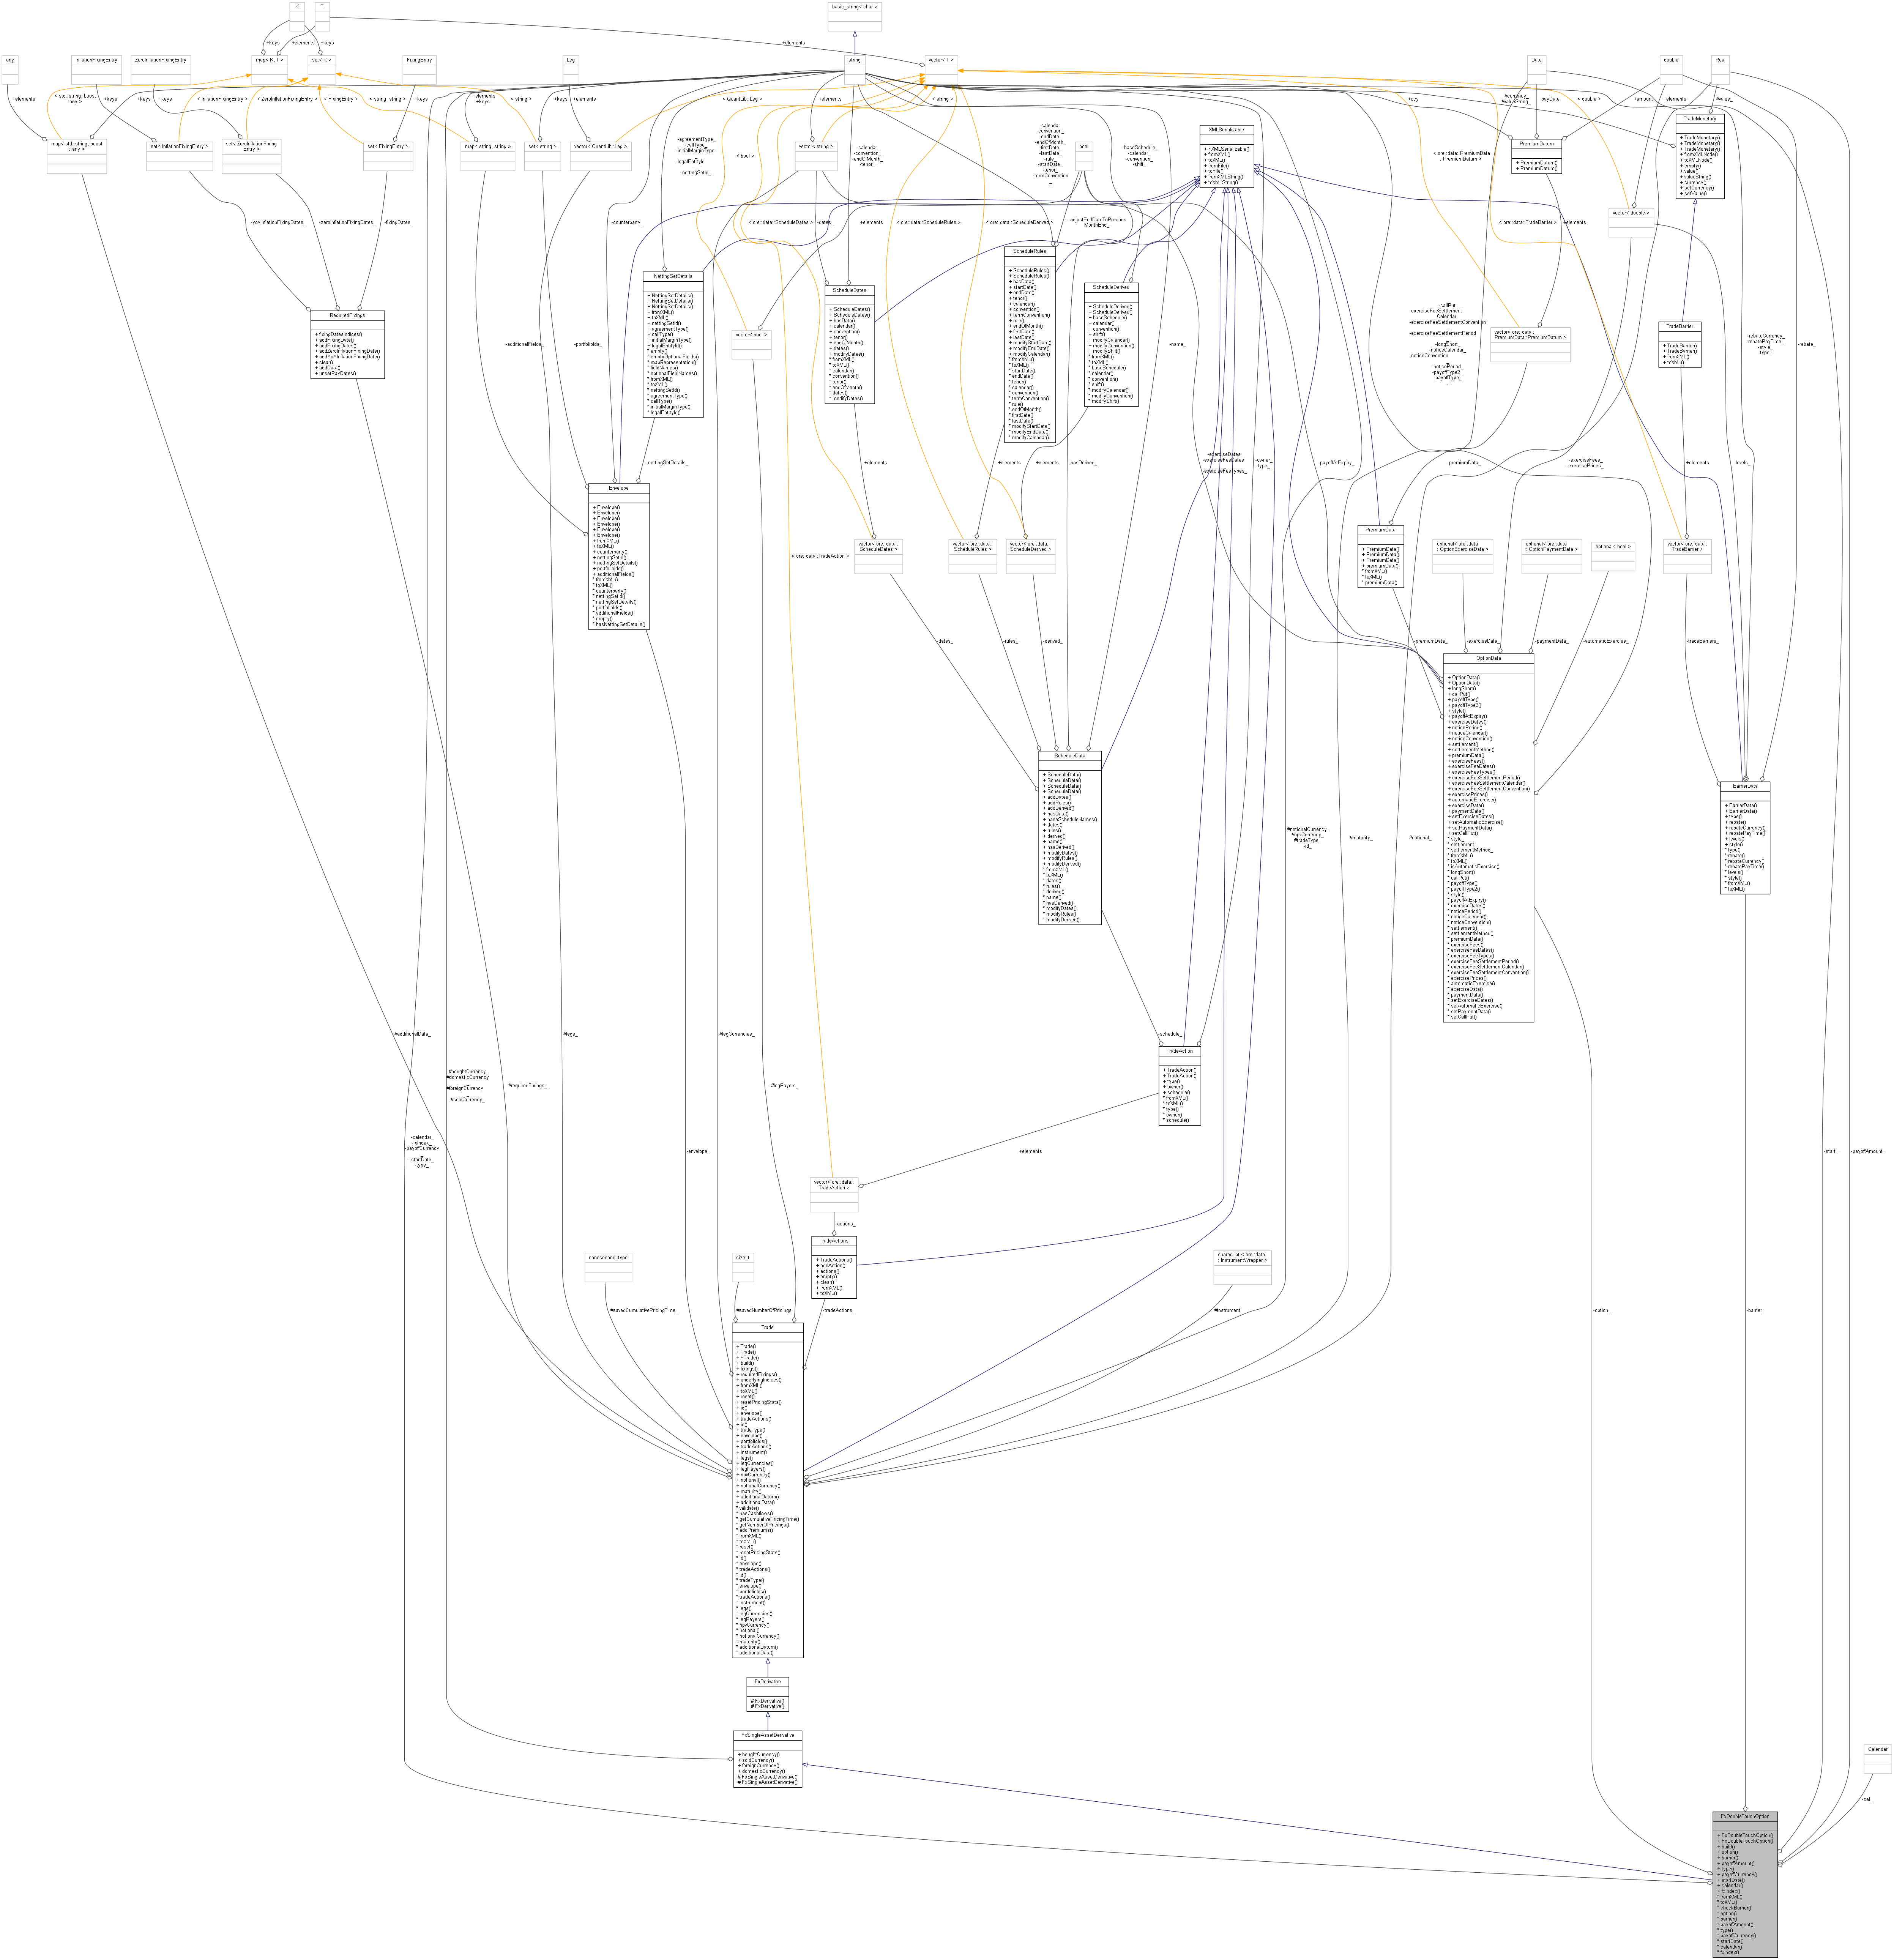 K
T
basic_string< char >
+keys
+elements
+keys
+elements
any
InflationFixingEntry
ZeroInflationFixingEntry
map< K, T >
set< K >
FixingEntry
Leg
string
vector< T >
Date
double
Real
+elements
+keys
+keys
< std::string, boost
::any >
< InflationFixingEntry >
< ZeroInflationFixingEntry >
< FixingEntry >
< string, string >
+keys
< string >
+elements
+keys
+keys
+elements
< QuantLib::Leg >
+elements
< string >
+ccy
#currency_
#valueString_
+payDate
< double >
+amount
+elements
#value_
map< std::string, boost
::any >
set< InflationFixingEntry >
set< ZeroInflationFixing
Entry >
set< FixingEntry >
map< string, string >
set< string >
vector< QuantLib::Leg >
-agreementType_
-callType_
-initialMarginType
_
-legalEntityId
_
-nettingSetId_
< bool >
vector< string >
-calendar_
-convention_
-endOfMonth_
-tenor_
-calendar_
-convention_
-endDate_
-endOfMonth_
-firstDate_
-lastDate_
-rule_
-startDate_
-tenor_
-termConvention
_
bool
-baseSchedule_
-calendar_
-convention_
-shift_
XMLSerializable
+ ~XMLSerializable()
+ fromXML()
+ toXML()
+ fromFile()
+ toFile()
+ fromXMLString()
+ toXMLString()
< ore::data::PremiumData
::PremiumDatum >
PremiumDatum
+ PremiumDatum()
+ PremiumDatum()
TradeMonetary
+ TradeMonetary()
+ TradeMonetary()
+ TradeMonetary()
+ fromXMLNode()
+ toXMLNode()
+ empty()
+ value()
+ valueString()
+ currency()
+ setCurrency()
+ setValue()
-yoyInflationFixingDates_
-zeroInflationFixingDates_
-fixingDates_
-counterparty_
< ore::data::ScheduleDates >
-dates_
+elements
< ore::data::ScheduleRules >
< ore::data::ScheduleDerived >
-adjustEndDateToPrevious
MonthEnd_
< ore::data::TradeBarrier >
+elements
vector< double >
RequiredFixings
+ fixingDatesIndices()
+ addFixingDate()
+ addFixingDates()
+ addZeroInflationFixingDate()
+ addYoYInflationFixingDate()
+ clear()
+ addData()
+ unsetPayDates()
NettingSetDetails
+ NettingSetDetails()
+ NettingSetDetails()
+ NettingSetDetails()
+ fromXML()
+ toXML()
+ nettingSetId()
+ agreementType()
+ callType()
+ initialMarginType()
+ legalEntityId()
* empty()
* emptyOptionalFields()
* mapRepresentation()
* fieldNames()
* optionalFieldNames()
* fromXML()
* toXML()
* nettingSetId()
* agreementType()
* callType()
* initialMarginType()
* legalEntityId()
vector< bool >
ScheduleDates
+ ScheduleDates()
+ ScheduleDates()
+ hasData()
+ calendar()
+ convention()
+ tenor()
+ endOfMonth()
+ dates()
+ modifyDates()
* fromXML()
* toXML()
* calendar()
* convention()
* tenor()
* endOfMonth()
* dates()
* modifyDates()
ScheduleRules
+ ScheduleRules()
+ ScheduleRules()
+ hasData()
+ startDate()
+ endDate()
+ tenor()
+ calendar()
+ convention()
+ termConvention()
+ rule()
+ endOfMonth()
+ firstDate()
+ lastDate()
+ modifyStartDate()
+ modifyEndDate()
+ modifyCalendar()
* fromXML()
* toXML()
* startDate()
* endDate()
* tenor()
* calendar()
* convention()
* termConvention()
* rule()
* endOfMonth()
* firstDate()
* lastDate()
* modifyStartDate()
* modifyEndDate()
* modifyCalendar()
ScheduleDerived
+ ScheduleDerived()
+ ScheduleDerived()
+ baseSchedule()
+ calendar()
+ convention()
+ shift()
+ modifyCalendar()
+ modifyConvention()
+ modifyShift()
* fromXML()
* toXML()
* baseSchedule()
* calendar()
* convention()
* shift()
* modifyCalendar()
* modifyConvention()
* modifyShift()
-name_
-callPut_
-exerciseFeeSettlement
Calendar_
-exerciseFeeSettlementConvention
_
-exerciseFeeSettlementPeriod
_
-longShort_
-noticeCalendar_
-noticeConvention
_
-noticePeriod_
-payoffType2_
-payoffType_
...
vector< ore::data::
PremiumData::PremiumDatum >
TradeBarrier
+ TradeBarrier()
+ TradeBarrier()
+ fromXML()
+ toXML()
-rebateCurrency_
-rebatePayTime_
-style_
-type_
-rebate_
-additionalFields_
-portfolioIds_
-nettingSetDetails_
+elements
+elements
+elements
-hasDerived_
-exerciseDates_
-exerciseFeeDates
_
-exerciseFeeTypes_
-owner_
-type_
-payoffAtExpiry_
-premiumData_
-exerciseFees_
-exercisePrices_
+elements
-levels_
Envelope
+ Envelope()
+ Envelope()
+ Envelope()
+ Envelope()
+ Envelope()
+ Envelope()
+ fromXML()
+ toXML()
+ counterparty()
+ nettingSetId()
+ nettingSetDetails()
+ portfolioIds()
+ additionalFields()
* fromXML()
* toXML()
* counterparty()
* nettingSetId()
* nettingSetDetails()
* portfolioIds()
* additionalFields()
* empty()
* hasNettingSetDetails()
< ore::data::TradeAction >
vector< ore::data::
ScheduleDates >
vector< ore::data::
ScheduleRules >
vector< ore::data::
ScheduleDerived >
PremiumData
+ PremiumData()
+ PremiumData()
+ PremiumData()
+ premiumData()
* fromXML()
* toXML()
* premiumData()
optional< ore::data
::OptionExerciseData >
optional< ore::data
::OptionPaymentData >
optional< bool >
vector< ore::data::
TradeBarrier >
-dates_
-rules_
-derived_
-premiumData_
-exerciseData_
-paymentData_
-automaticExercise_
-tradeBarriers_
OptionData
+ OptionData()
+ OptionData()
+ longShort()
+ callPut()
+ payoffType()
+ payoffType2()
+ style()
+ payoffAtExpiry()
+ exerciseDates()
+ noticePeriod()
+ noticeCalendar()
+ noticeConvention()
+ settlement()
+ settlementMethod()
+ premiumData()
+ exerciseFees()
+ exerciseFeeDates()
+ exerciseFeeTypes()
+ exerciseFeeSettlementPeriod()
+ exerciseFeeSettlementCalendar()
+ exerciseFeeSettlementConvention()
+ exercisePrices()
+ automaticExercise()
+ exerciseData()
+ paymentData()
+ setExerciseDates()
+ setAutomaticExercise()
+ setPaymentData()
+ setCallPut()
* style_
* settlement_
* settlementMethod_
* fromXML()
* toXML()
* isAutomaticExercise()
* longShort()
* callPut()
* payoffType()
* payoffType2()
* style()
* payoffAtExpiry()
* exerciseDates()
* noticePeriod()
* noticeCalendar()
* noticeConvention()
* settlement()
* settlementMethod()
* premiumData()
* exerciseFees()
* exerciseFeeDates()
* exerciseFeeTypes()
* exerciseFeeSettlementPeriod()
* exerciseFeeSettlementCalendar()
* exerciseFeeSettlementConvention()
* exercisePrices()
* automaticExercise()
* exerciseData()
* paymentData()
* setExerciseDates()
* setAutomaticExercise()
* setPaymentData()
* setCallPut()
ScheduleData
+ ScheduleData()
+ ScheduleData()
+ ScheduleData()
+ ScheduleData()
+ addDates()
+ addRules()
+ addDerived()
+ hasData()
+ baseScheduleNames()
+ dates()
+ rules()
+ derived()
+ name()
+ hasDerived()
+ modifyDates()
+ modifyRules()
+ modifyDerived()
* fromXML()
* toXML()
* dates()
* rules()
* derived()
* name()
* hasDerived()
* modifyDates()
* modifyRules()
* modifyDerived()
BarrierData
+ BarrierData()
+ BarrierData()
+ type()
+ rebate()
+ rebateCurrency()
+ rebatePayTime()
+ levels()
+ style()
* type()
* rebate()
* rebateCurrency()
* rebatePayTime()
* levels()
* style()
* fromXML()
* toXML()
#notionalCurrency_
#npvCurrency_
#tradeType_
-id_
#maturity_
#notional_
#additionalData_
#boughtCurrency_
#domesticCurrency
_
#foreignCurrency
_
#soldCurrency_
#requiredFixings_
#legs_
#legCurrencies_
#legPayers_
-schedule_
TradeAction
+ TradeAction()
+ TradeAction()
+ type()
+ owner()
+ schedule()
* fromXML()
* toXML()
* type()
* owner()
* schedule()
-calendar_
-fxIndex_
-payoffCurrency
_
-startDate_
-type_
-envelope_
+elements
-start_
-payoffAmount_
vector< ore::data::
TradeAction >
-actions_
TradeActions
+ TradeActions()
+ addAction()
+ actions()
+ empty()
+ clear()
+ fromXML()
+ toXML()
nanosecond_type
size_t
shared_ptr< ore::data
::InstrumentWrapper >
#savedCumulativePricingTime_
#savedNumberOfPricings_
-tradeActions_
#instrument_
-option_
-barrier_
Trade
+ Trade()
+ Trade()
+ ~Trade()
+ build()
+ fixings()
+ requiredFixings()
+ underlyingIndices()
+ fromXML()
+ toXML()
+ reset()
+ resetPricingStats()
+ id()
+ envelope()
+ tradeActions()
+ id()
+ tradeType()
+ envelope()
+ portfolioIds()
+ tradeActions()
+ instrument()
+ legs()
+ legCurrencies()
+ legPayers()
+ npvCurrency()
+ notional()
+ notionalCurrency()
+ maturity()
+ additionalDatum()
+ additionalData()
* validate()
* hasCashflows()
* getCumulativePricingTime()
* getNumberOfPricings()
* addPremiums()
* fromXML()
* toXML()
* reset()
* resetPricingStats()
* id()
* envelope()
* tradeActions()
* id()
* tradeType()
* envelope()
* portfolioIds()
* tradeActions()
* instrument()
* legs()
* legCurrencies()
* legPayers()
* npvCurrency()
* notional()
* notionalCurrency()
* maturity()
* additionalDatum()
* additionalData()
FxDerivative
# FxDerivative()
# FxDerivative()
FxSingleAssetDerivative
+ boughtCurrency()
+ soldCurrency()
+ foreignCurrency()
+ domesticCurrency()
# FxSingleAssetDerivative()
# FxSingleAssetDerivative()
Calendar
-cal_
FxDoubleTouchOption
+ FxDoubleTouchOption()
+ FxDoubleTouchOption()
+ build()
+ option()
+ barrier()
+ payoffAmount()
+ type()
+ payoffCurrency()
+ startDate()
+ calendar()
+ fxIndex()
* fromXML()
* toXML()
* checkBarrier()
* option()
* barrier()
* payoffAmount()
* type()
* payoffCurrency()
* startDate()
* calendar()
* fxIndex()